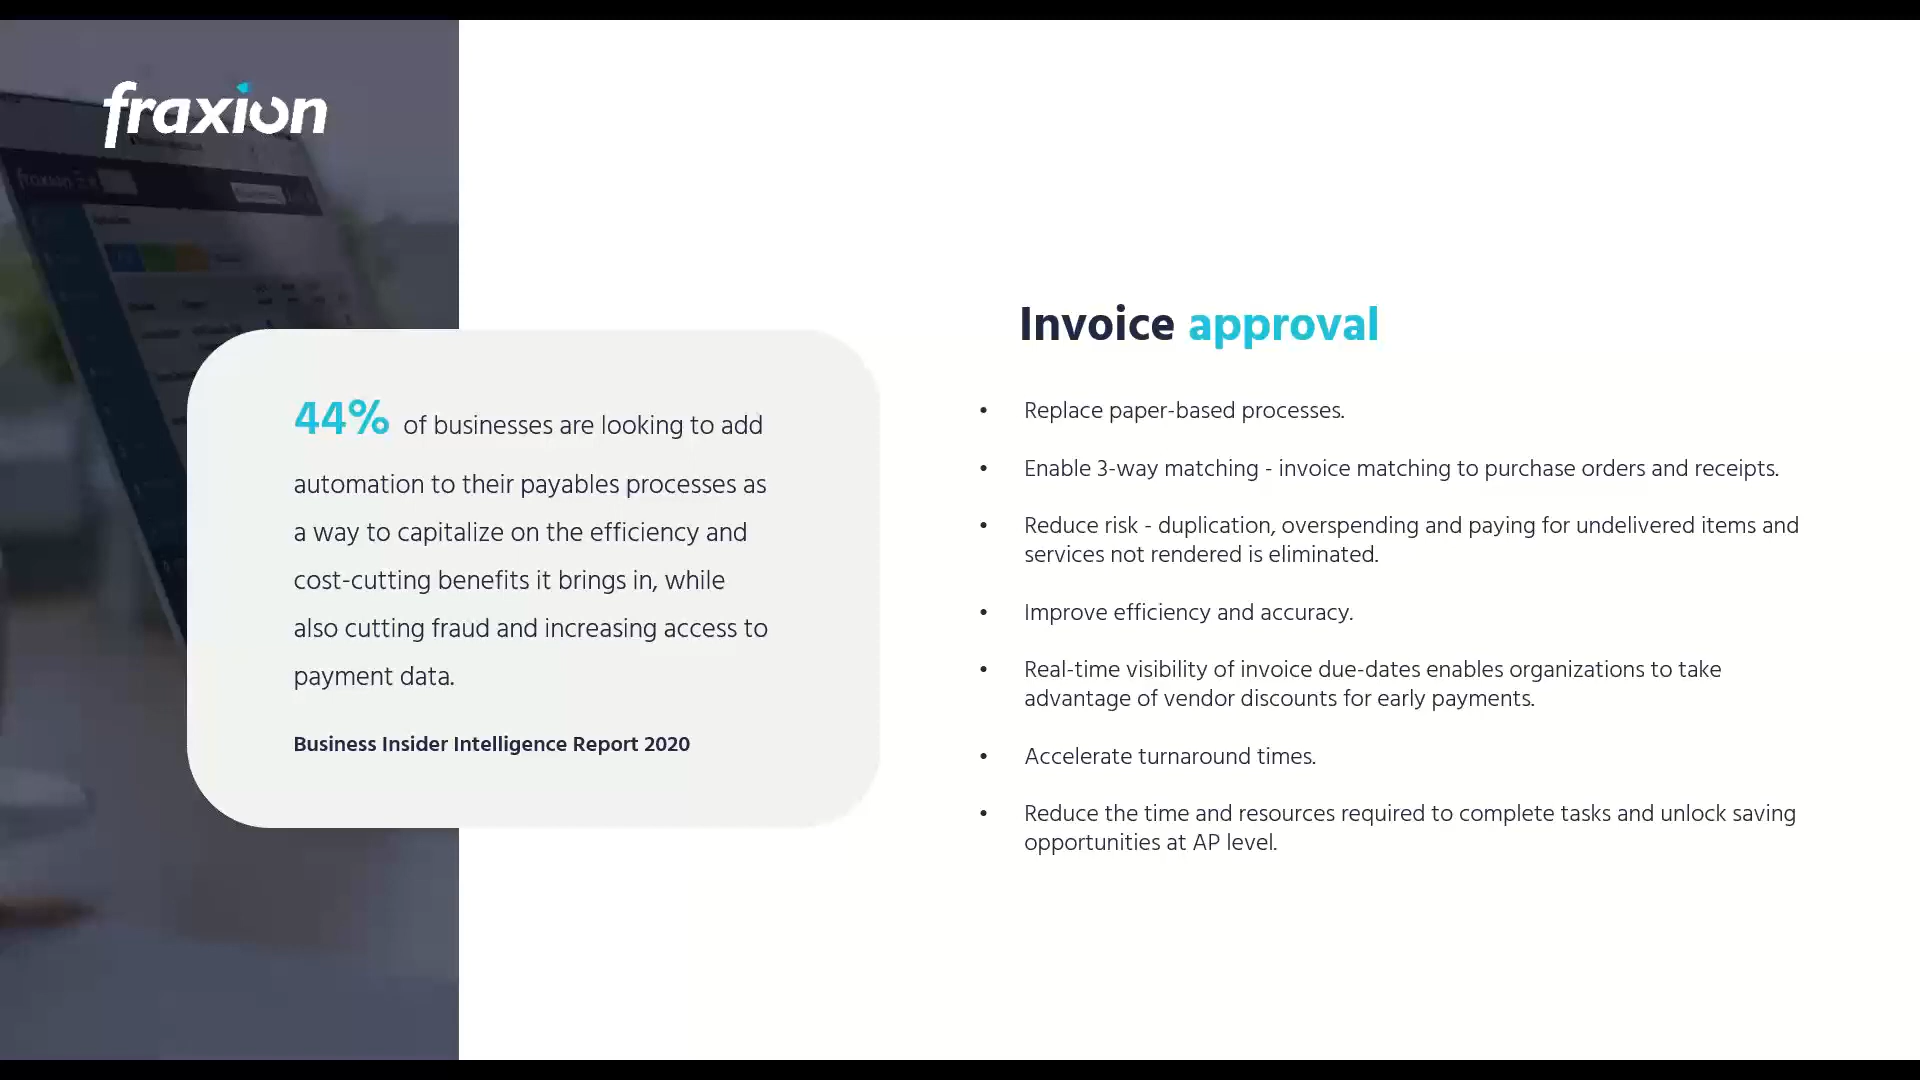 fraxion
44% of businesses are looking to add
automation to their payables processes as
a way to capitalize on the efficiency and
cost-cutting benefits it brings in, while
also cutting fraud and increasing access to
payment data.
Business Insider Intelligence Report 2020
Invoice approval
• Replace paper-based processes.
• Enable 3-way matching - invoice matching to purchase orders and receipts.
• Reduce risk - duplication, overspending and paying for undelivered items and
services not rendered is eliminated.
• Improve efficiency and accuracy.
• Real-time visibility of invoice due-dates enables organizations to take
advantage of vendor discounts for early payments.
• Accelerate turnaround times.
• Reduce the time and resources required to complete tasks and unlock saving
opportunities at AP level.